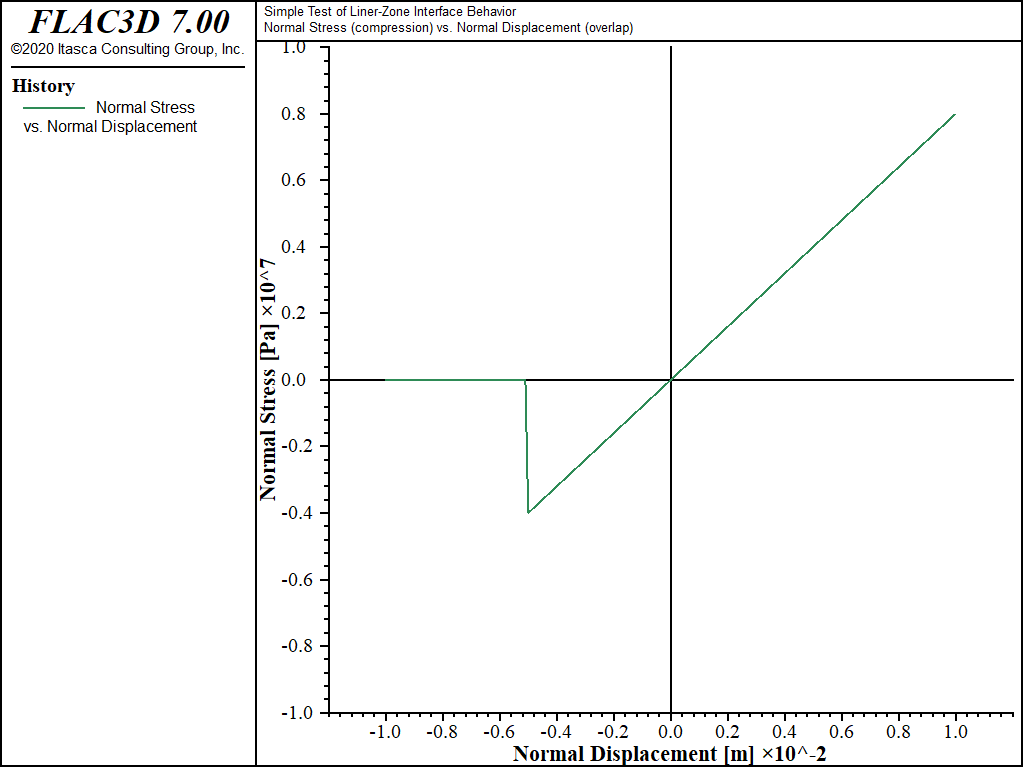 FLAC3D 7.00
©2020 Itasca Consulting Group, Inc.
History
Normal Stress
vs. Normal Displacement
Simple Test of Liner-Zone Interface Behavior
Normal Stress (compression) vs. Normal Displacement (overlap)
Normal Stress [Pa] ×10^7
1.0
0.8
0.6
0.4
0.2
0.0
-0.2
-0.4
-0.6
-0.8
-1.0
-1.0 -0.8 -0.6 -0.4 -0.2 0.0 0.2 0.4 0.6 0.8 1.0
Normal Displacement [m] ×10^-2